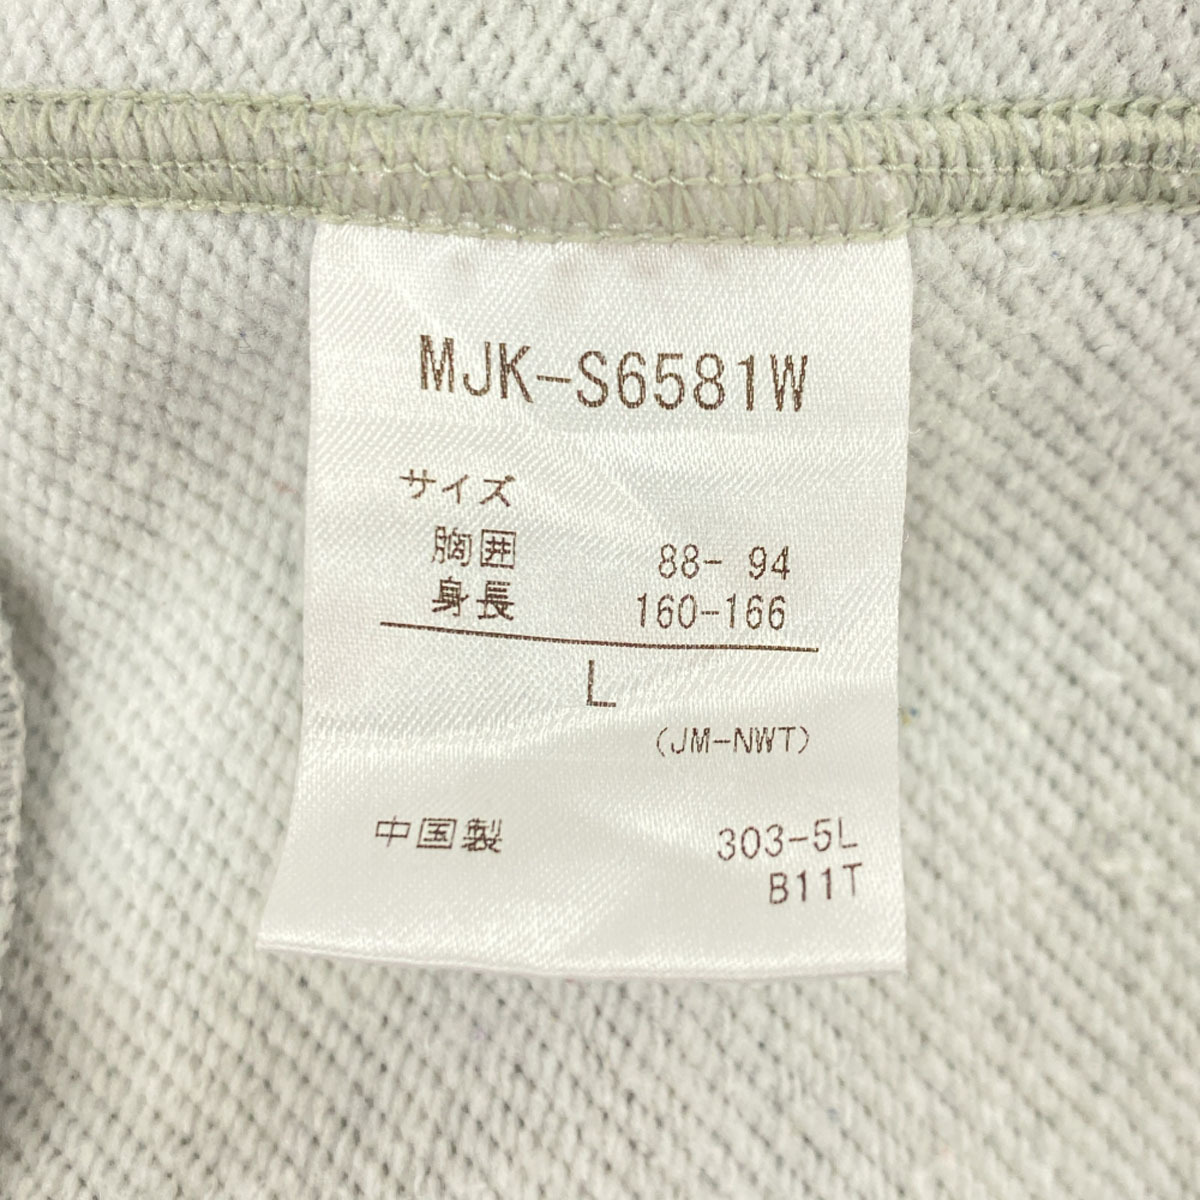 MJK-S6581W
サイズ
胸囲 88- 94
身長 160-166
L
(JM-NWT)
中国製 303-5L
B11T